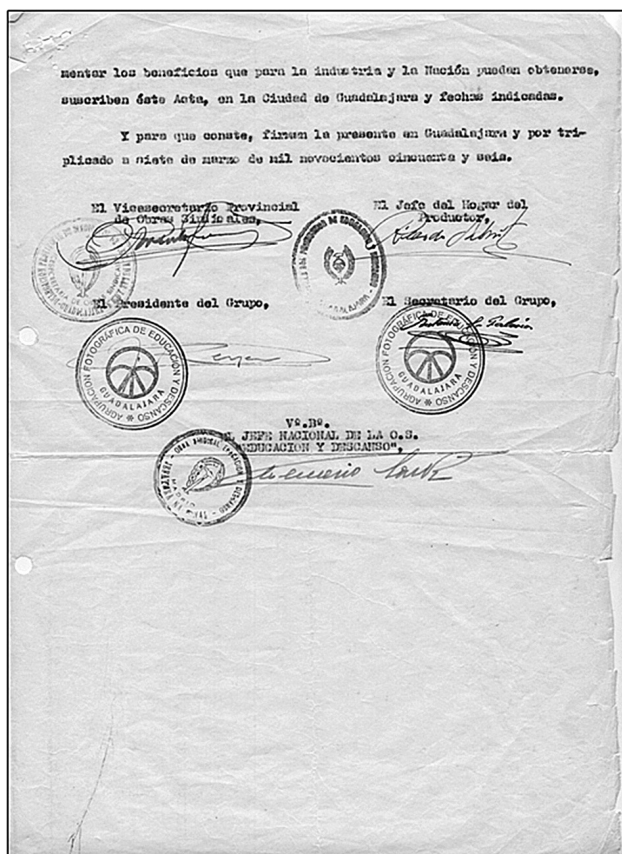 mentar los beneficios que para la industria y la Nación puedan obtenerse,
suscriben éste Acta, en la Ciudad de Guadalajara y fechas indicadas.
Y para que conste, firman la presente en Guadalajara y por tri-
plicado a siete de marzo de mil novecientos cincuenta y seis.
El Vicesecretario Provincial
de Obras Sindicales,
El Jefe del Hogar del
Productor,
El Presidente del Grupo,
El Secretario del Grupo,
AGRUPACION FOTOGRÁFICA DE EDUCACIÓN Y DESCANSO
GUADALAJARA
AGRUPACION FOTOGRÁFICA DE EDUCACIÓN Y DESCANSO
GUADALAJARA
Vº.Bº.
EL JEFE NACIONAL DE LA O.S.
"EDUCACION Y DESCANSO",